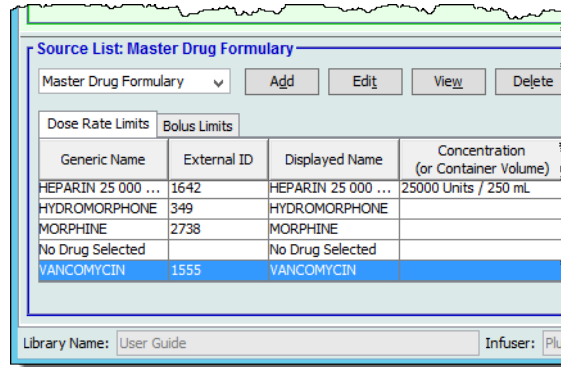 Source List: Master Drug Formulary
Master Drug Formulary Add Edit View Delete
Dose Rate Limits Bolus Limits
Generic Name External ID Displayed Name Concentration (or Container Volume)
HEPARIN 25 000 ... 1642 HEPARIN 25 000 ... 25000 Units / 250 mL
HYDROMORPHONE 349 HYDROMORPHONE
MORPHINE 2738 MORPHINE
No Drug Selected No Drug Selected
VANCOMYCIN 1555 VANCOMYCIN
Library Name: User Guide Infuser: